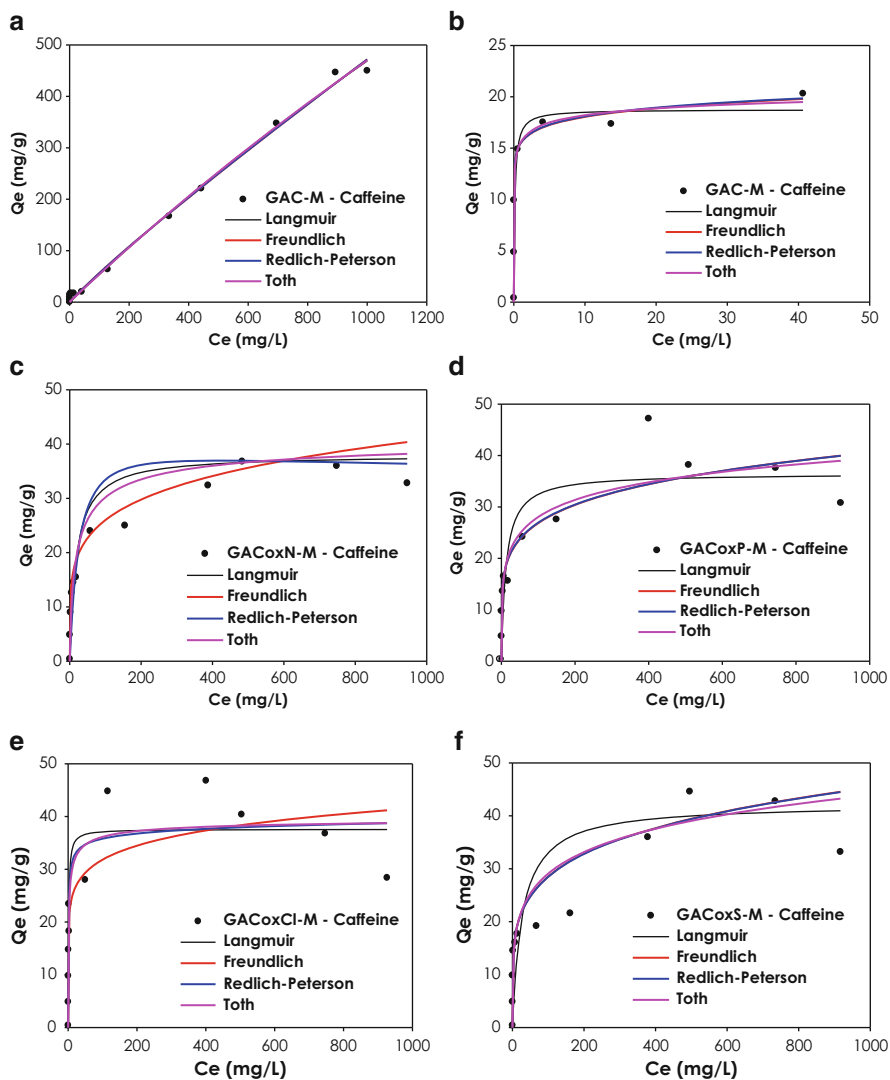 a
500
400
300
200
100
0
Qe (mg/g)
GAC-M - Caffeine
Langmuir
Freundlich
Redlich-Peterson
Toth
0 200 400 600 800 1000 1200
Ce (mg/L)
b
25
20
15
10
5
0
Qe (mg/g)
GAC-M - Caffeine
Langmuir
Freundlich
Redlich-Peterson
Toth
0 10 20 30 40 50
Ce (mg/L)
c
50
40
30
20
10
0
Qe (mg/g)
GACoxN-M - Caffeine
Langmuir
Freundlich
Redlich-Peterson
Toth
0 200 400 600 800 1000
Ce (mg/L)
d
50
40
30
20
10
0
Qe (mg/g)
GACoxP-M - Caffeine
Langmuir
Freundlich
Redlich-Peterson
Toth
0 200 400 600 800 1000
Ce (mg/L)
e
50
40
30
20
10
0
Qe (mg/g)
GACoxCl-M - Caffeine
Langmuir
Freundlich
Redlich-Peterson
Toth
0 200 400 600 800 1000
Ce (mg/L)
f
50
40
30
20
10
0
Qe (mg/g)
GACoxS-M - Caffeine
Langmuir
Freundlich
Redlich-Peterson
Toth
0 200 400 600 800 1000
Ce (mg/L)